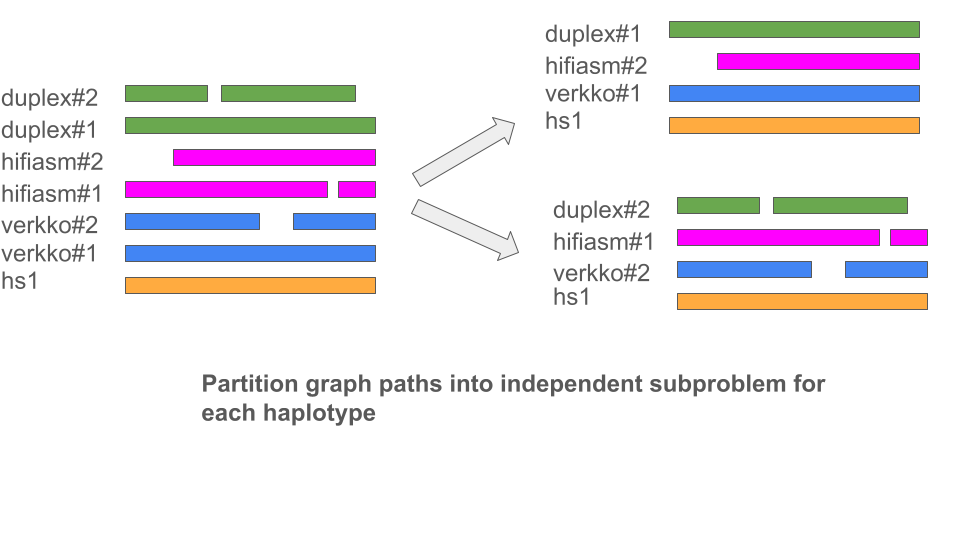 duplex#2
duplex#1
hifiasm#2
hifiasm#1
verkko#2
verkko#1
hs1
duplex#1
hifiasm#2
verkko#1
hs1
duplex#2
hifiasm#1
verkko#2
hs1
Partition graph paths into independent subproblem for
each haplotype